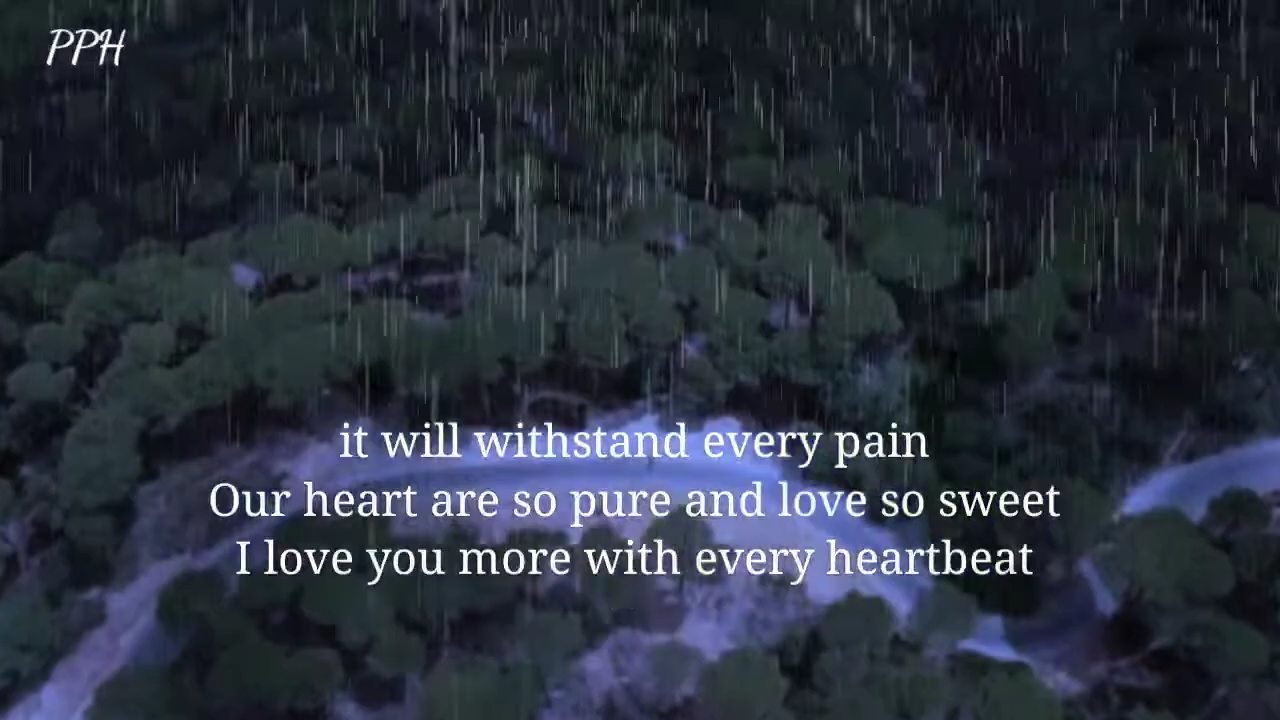 PPH
it will withstand every pain
Our heart are so pure and love so sweet
I love you more with every heartbeat